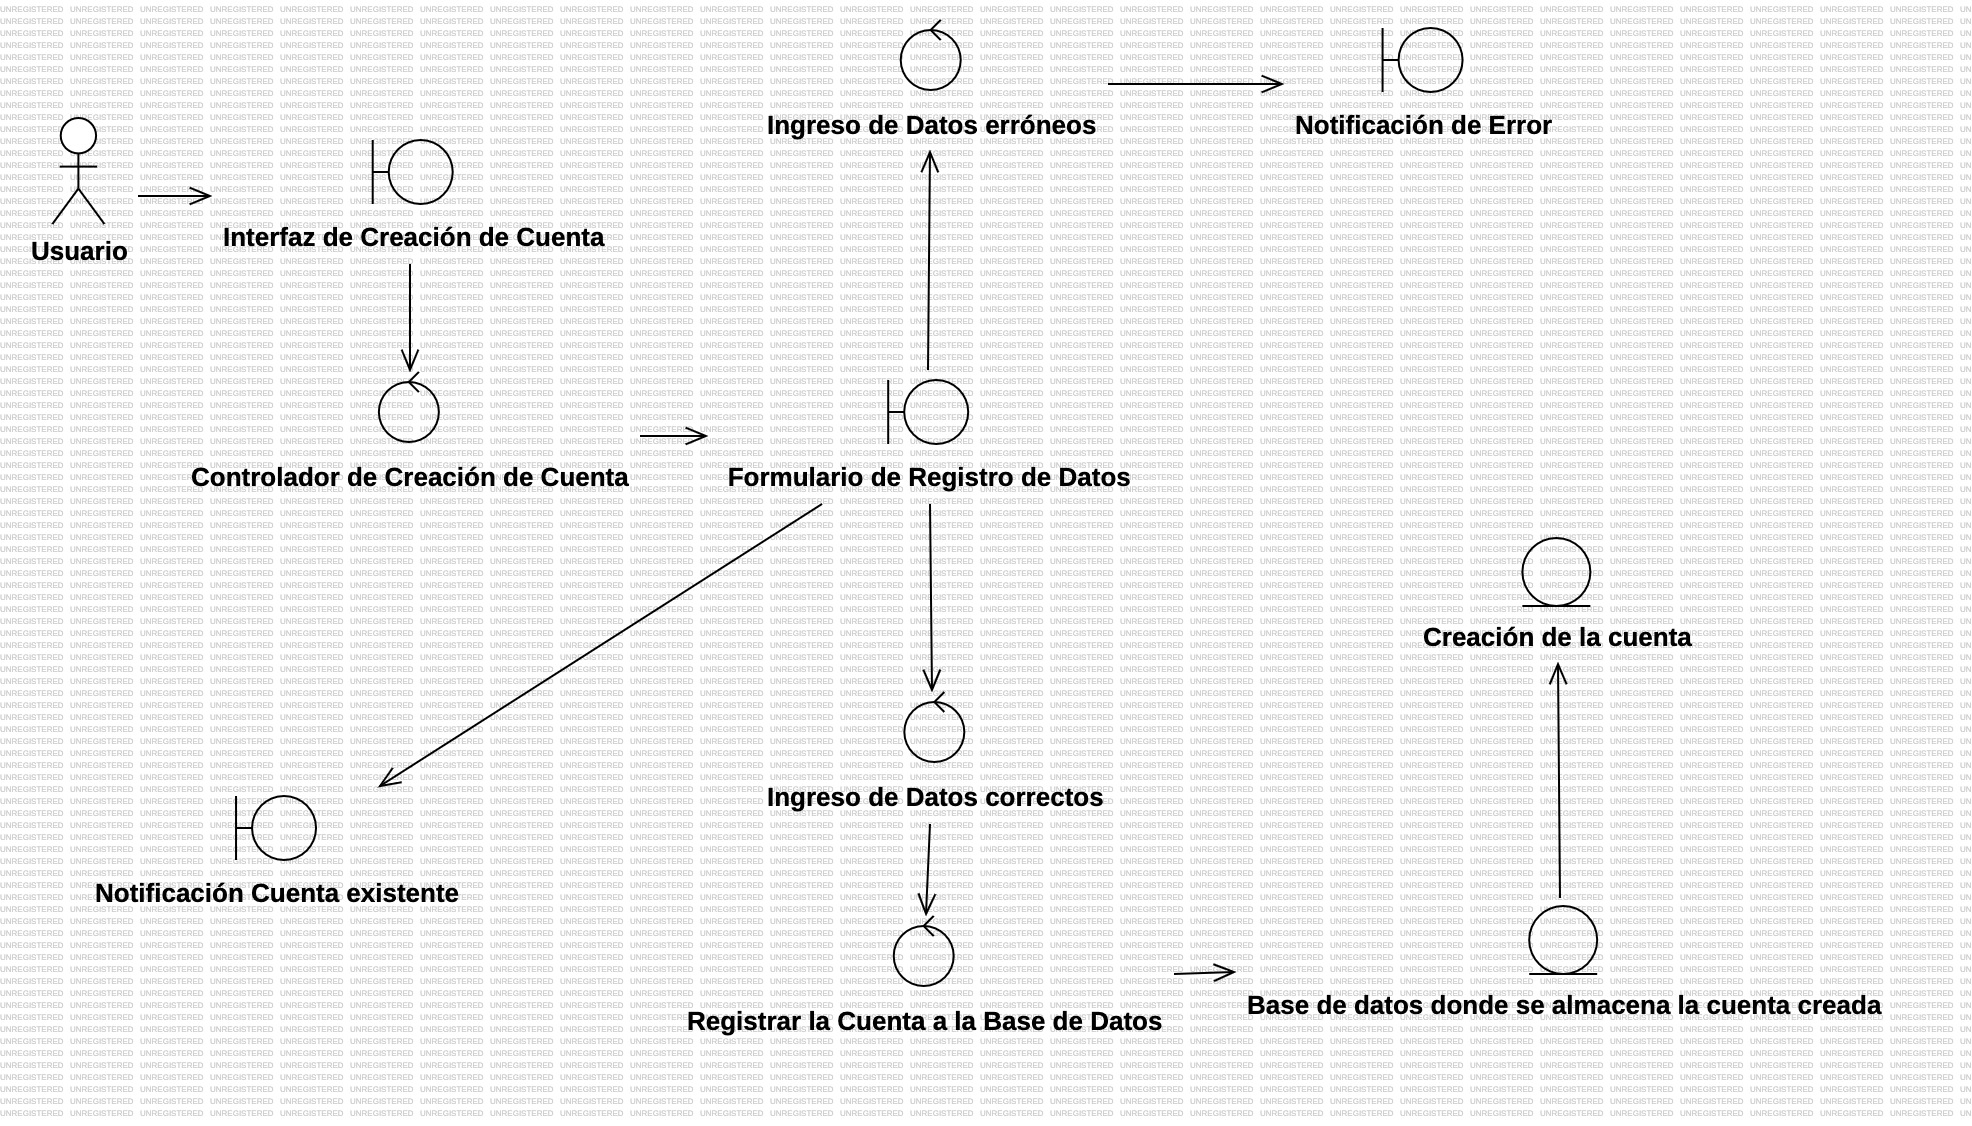 Ingreso de Datos erróneos
Notificación de Error
Usuario
Interfaz de Creación de Cuenta
Controlador de Creación de Cuenta
Formulario de Registro de Datos
Creación de la cuenta
Ingreso de Datos correctos
Notificación Cuenta existente
Registrar la Cuenta a la Base de Datos
Base de datos donde se almacena la cuenta creada
UNREGISTERED